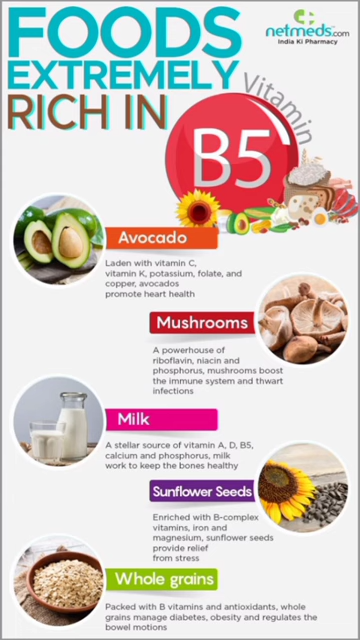 FOODS
EXTREMELY
RICH IN
netmeds.com
India Ki Pharmacy
Vitamin
B5
Avocado
Laden with vitamin C,
vitamin K, potassium, folate, and
copper, avocados
promote heart health
Mushrooms
A powerhouse of
riboflavin, niacin and
phosphorus, mushrooms boost
the immune system and thwart
infections
Milk
A stellar source of vitamin A, D, B5,
calcium and phosphorus, milk
work to keep the bones healthy
Sunflower Seeds
Enriched with B-complex
vitamins, iron and
magnesium, sunflower seeds
provide relief
from stress
Whole grains
Packed with B vitamins and antioxidants, whole
grains manage diabetes, obesity and regulates the
bowel motions